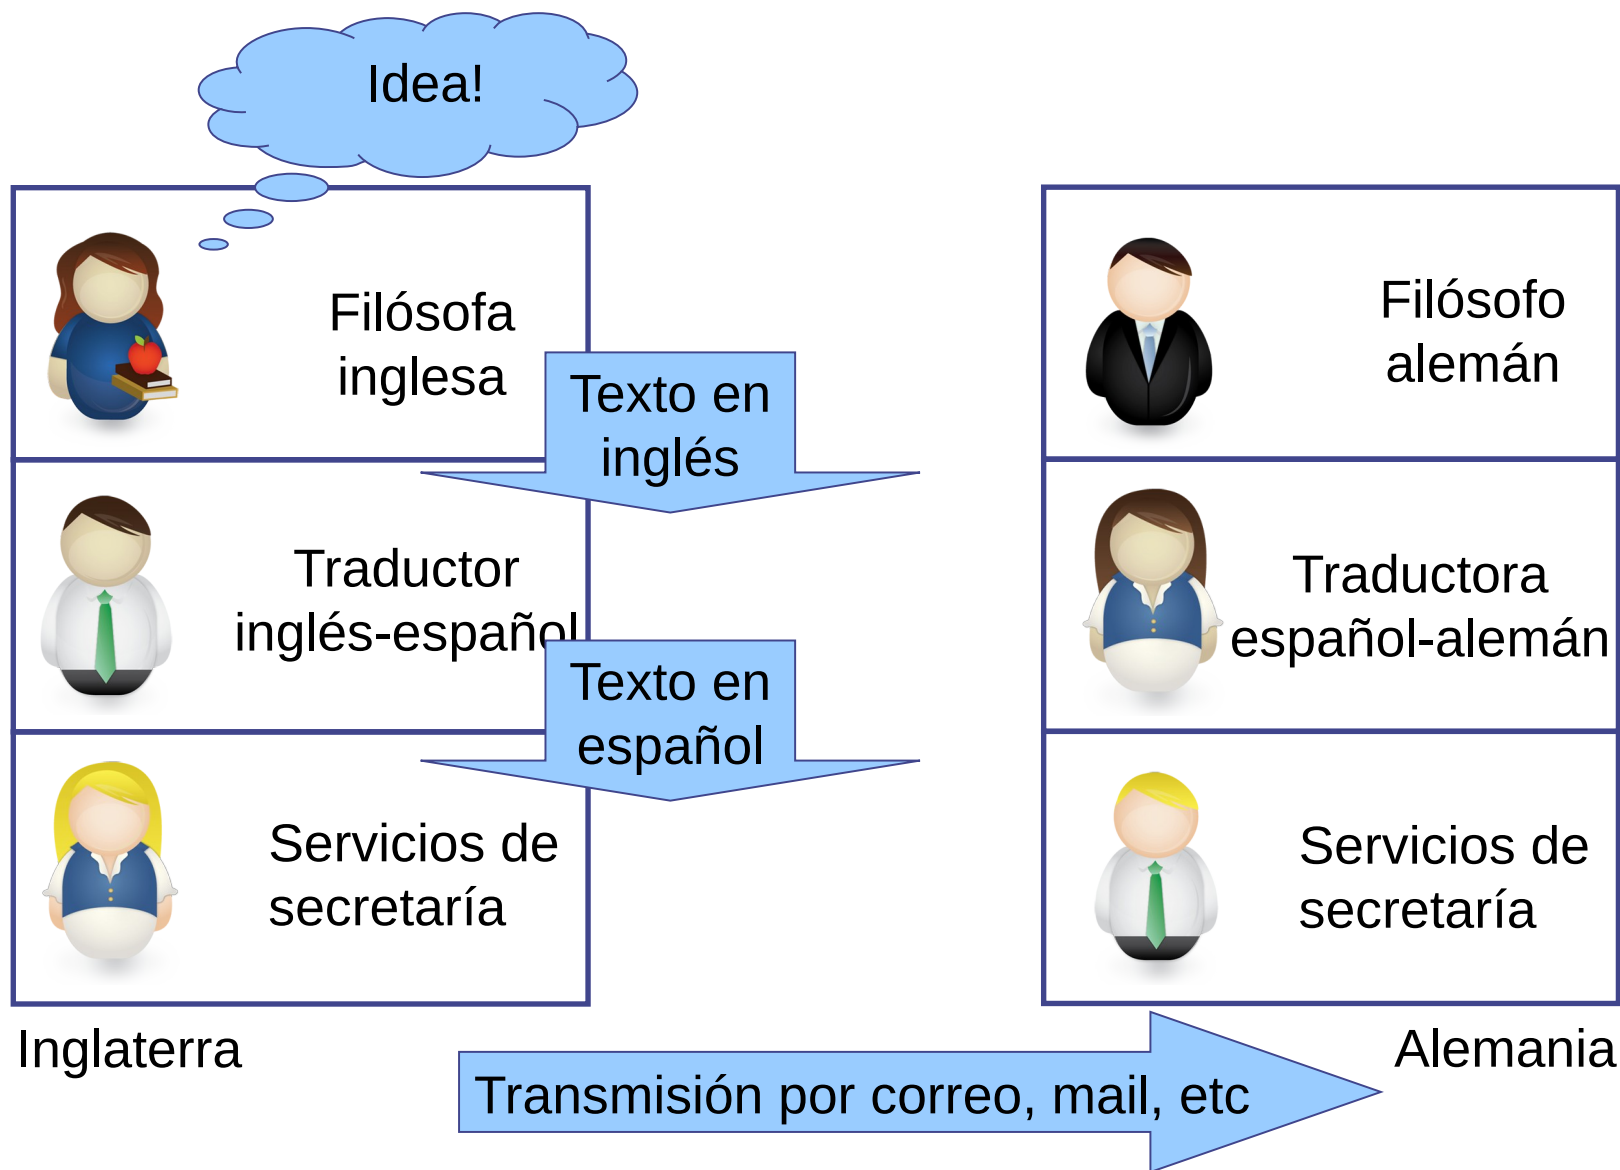 Idea!
Filósofa
inglesa
Texto en
inglés
Traductor
inglés-español
Texto en
español
Servicios de
secretaría
Inglaterra
Filósofo
alemán
Traductora
español-alemán
Servicios de
secretaría
Alemania
Transmisión por correo, mail, etc